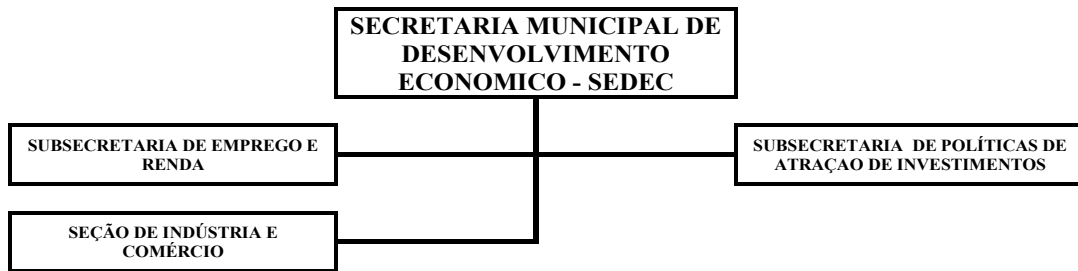 SECRETARIA MUNICIPAL DE
DESENVOLVIMENTO
ECONOMICO - SEDEC
SUBSECRETARIA DE EMPREGO E
RENDA
SUBSECRETARIA DE POLÍTICAS DE
ATRAÇAO DE INVESTIMENTOS
SEÇÃO DE INDÚSTRIA E
COMÉRCIO